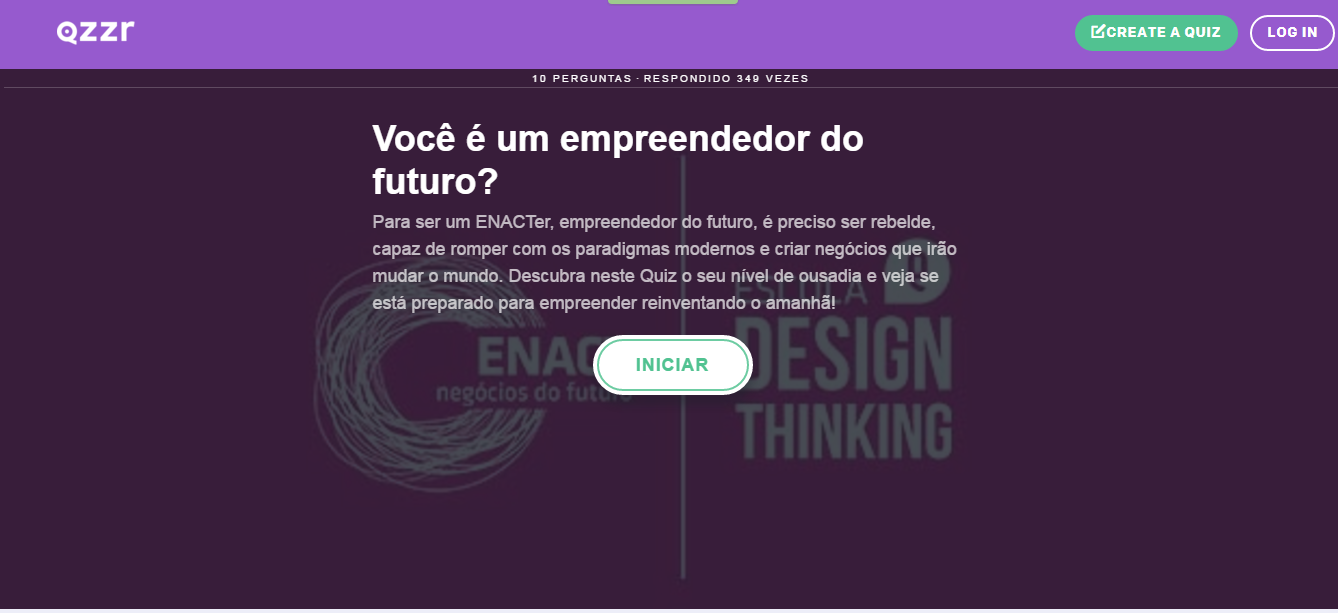 Qzzr
CREATE A QUIZ
LOG IN
10 PERGUNTAS · RESPONDIDO 349 VEZES
Você é um empreendedor do
futuro?
Para ser um ENACTer, empreendedor do futuro, é preciso ser rebelde,
capaz de romper com os paradigmas modernos e criar negócios que irão
mudar o mundo. Descubra neste Quiz o seu nível de ousadia e veja se
está preparado para empreender reinventando o amanhã!
INICIAR
ENAC
negócios do futuro
ESCOLA
DESIGN
THINKING